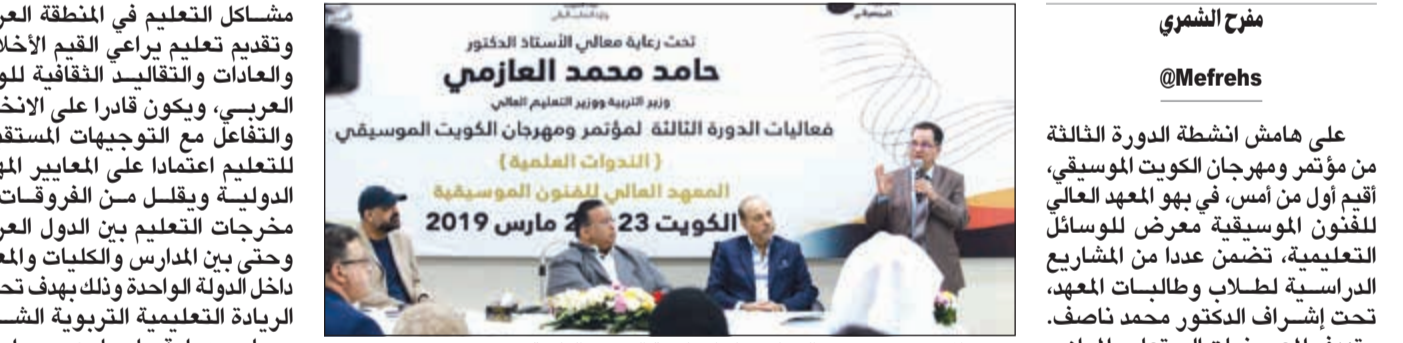 مفرح الشمري
@Mefrehs
على هامش انشطة الدورة الثالثة
من مؤتمر ومهرجان الكويت الموسيقي،
أقيم أول من أمس، في بهو المعهد العالي
للفنون الموسيقية معرض للوسائل
التعليمية، تضمن عددا من المشاريع
الدراسية لطلاب وطالبات المعهد،
تحت إشراف الدكتور محمد ناصف.
تحت رعاية معالي الأستاذ الدكتور
حامد محمد العازمي
وزير التربية ووزير التعليم العالي
فعاليات الدورة الثالثة لمؤتمر ومهرجان الكويت الموسيقي
(الندوات العلمية)
المعهد العالي للفنون الموسيقية
الكويت 23 2 مارس 2019
مشاكل التعليم في المنطقة
وتقديم تعليم يراعي القيم
والعادات والتقاليد الثقافية
العربي، ويكون قادرا على
والتفاعل مع التوجيهات
للتعليم اعتمادا على المعايير
الدولية ويقلل من الفروقات
مخرجات التعليم بين الدول
وحتى بين المدارس والكليات
داخل الدولة الواحدة وذلك بهدف
الريادة التعليمية التربوية